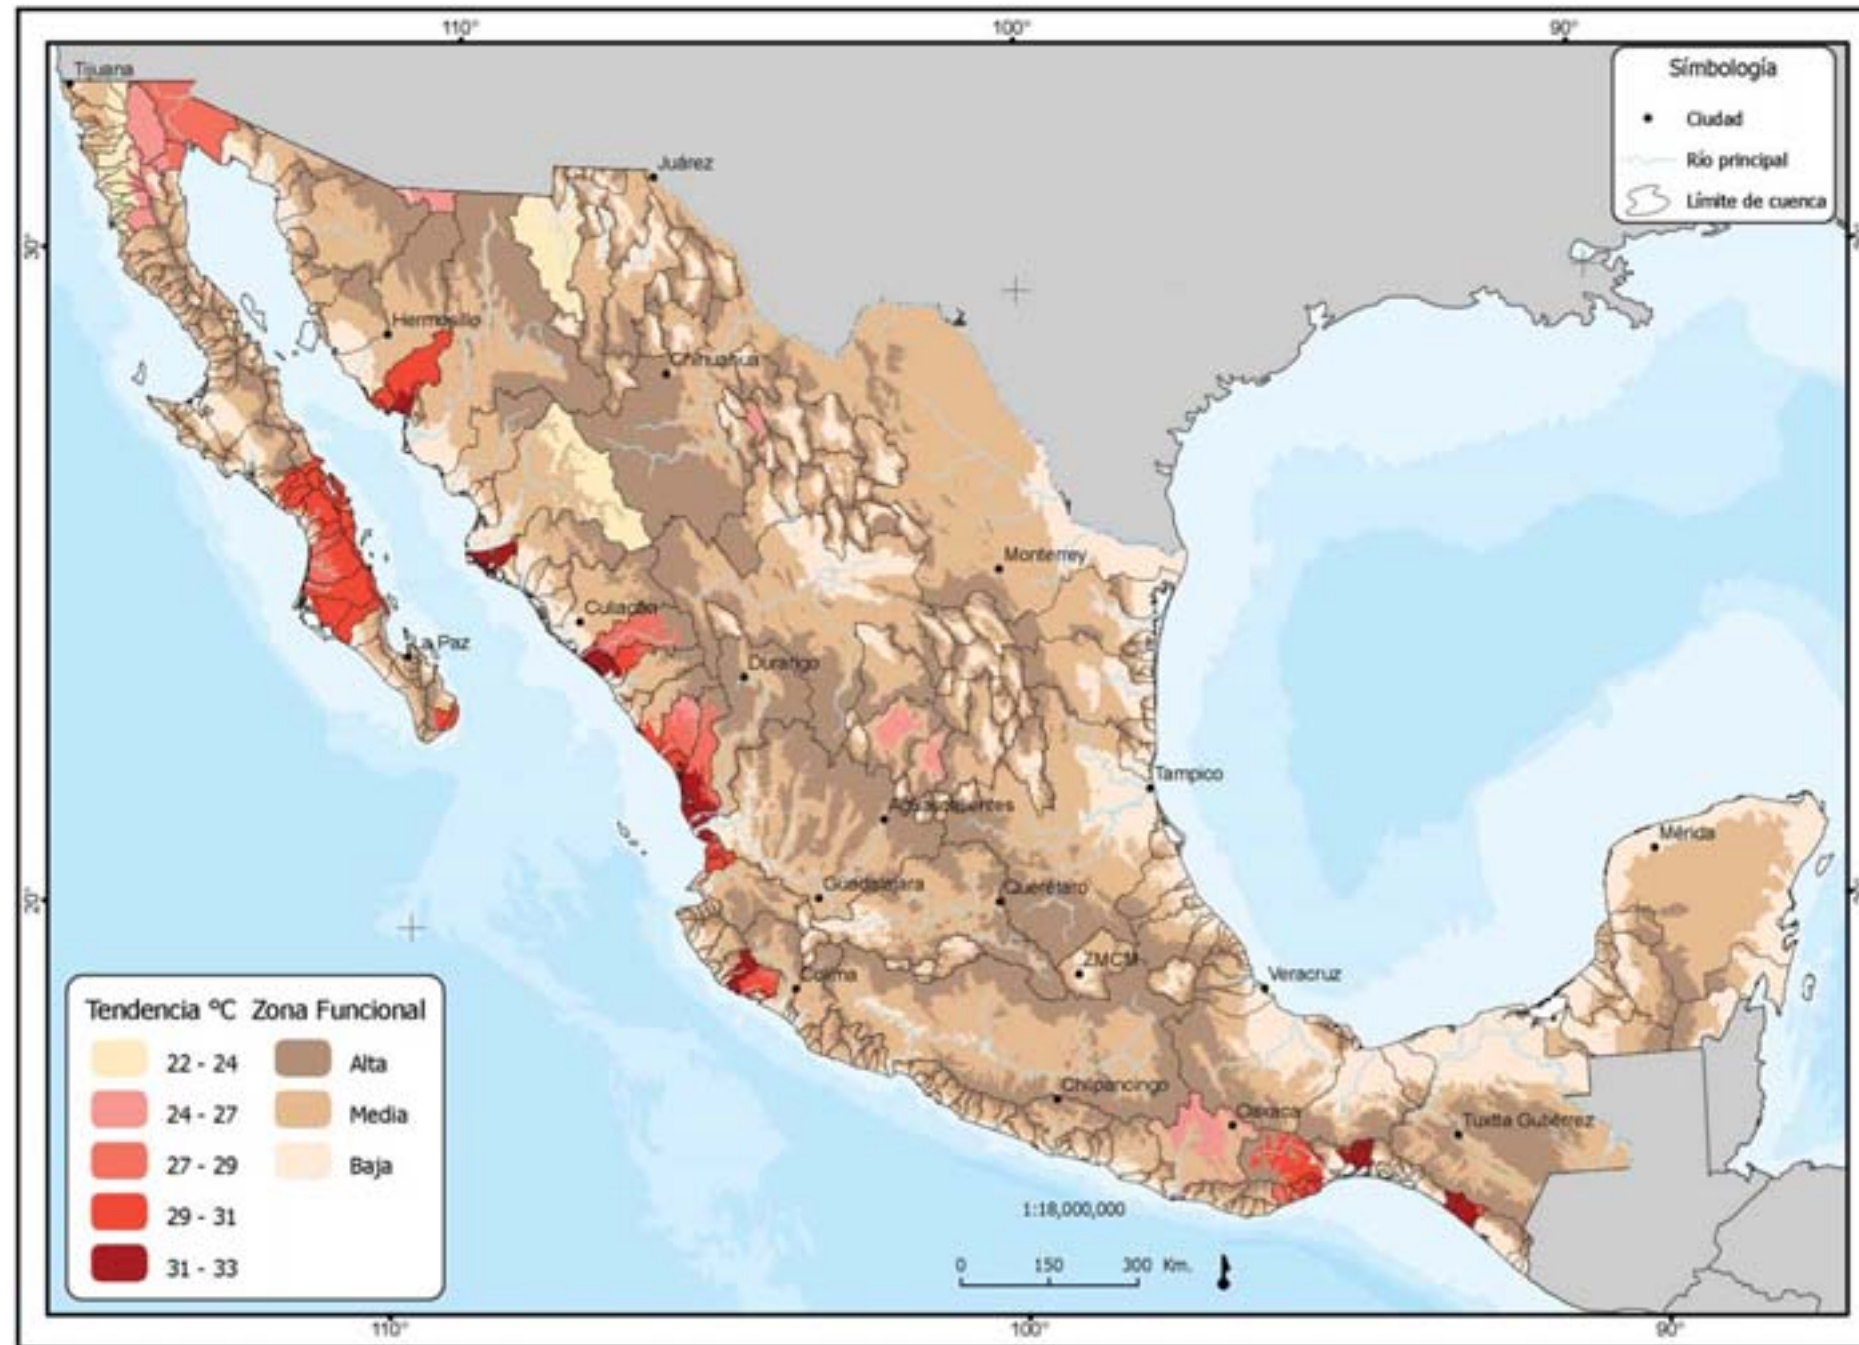 110°
100°
90°
Tijuana
Juárez
Símbología
Ciudad
Río principal
Límite de cuenca
30°
Hermosillo
Chihuahua
Monterrey
Culiacán
La Paz
Durango
Tampico
Aguascalientes
Mérida
20°
Guadalajara
Querétaro
ZMCM
Colima
Veracruz
Tendencia °C Zona Funcional
22 - 24 Alta
24 - 27 Media
27 - 29 Baja
29 - 31
31 - 33
Chilpancingo
Oaxaca
Tuxtla Gutiérrez
1:18,000,000
0 150 300 Km.
110°
100°
90°